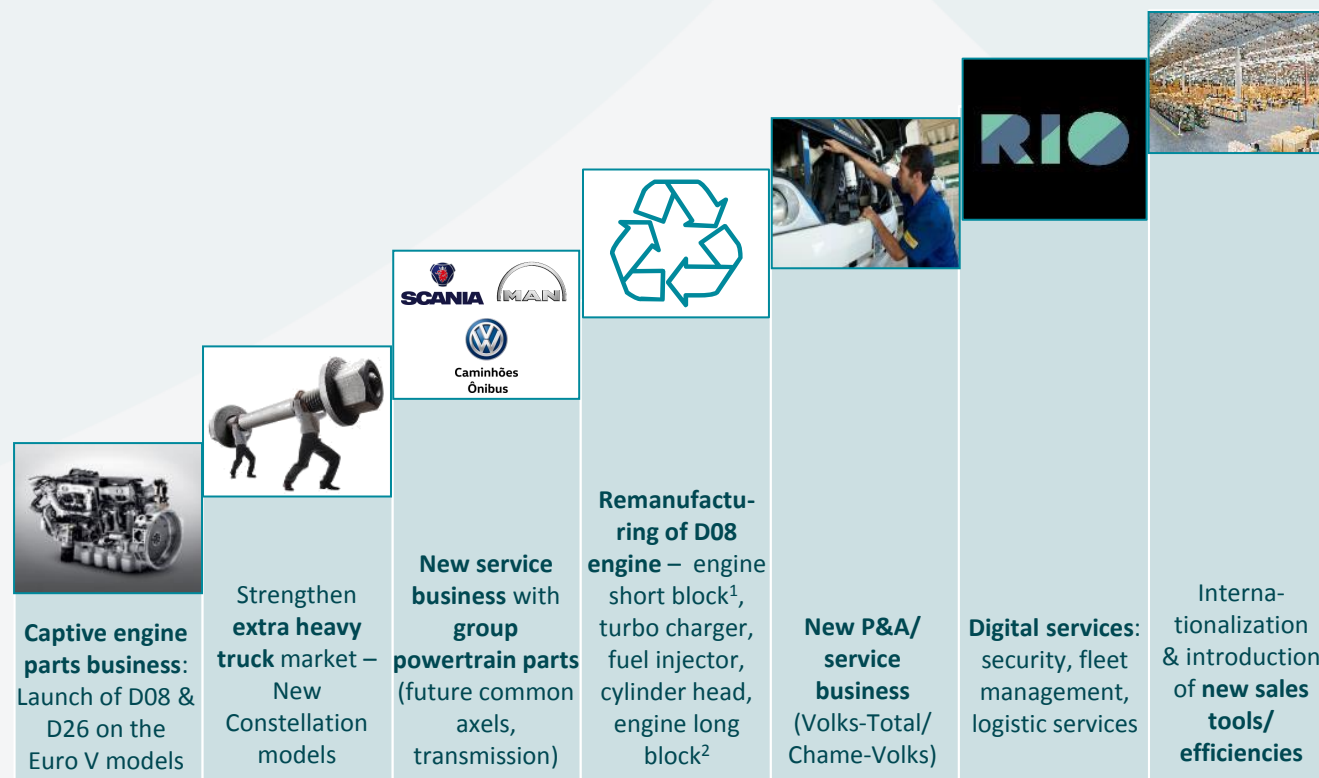 Captive engine
parts business:
Launch of D08 &
D26 on the
Euro V models
Strengthen
extra heavy
truck market –
New
Constellation
models
SCANIA
MAN
Caminhões
Ônibus
New service
business with
group
powertrain parts
(future common
axels,
transmission)
Remanufactu-
ring of D08
engine – engine
short block¹,
turbo charger,
fuel injector,
cylinder head,
engine long
block²
New P&A/
service
business
(Volks-Total/
Chame-Volks)
RIO
Digital services:
security, fleet
management,
logistic services
Interna-
tionalization
& introduction
of new sales
tools/
efficiencies